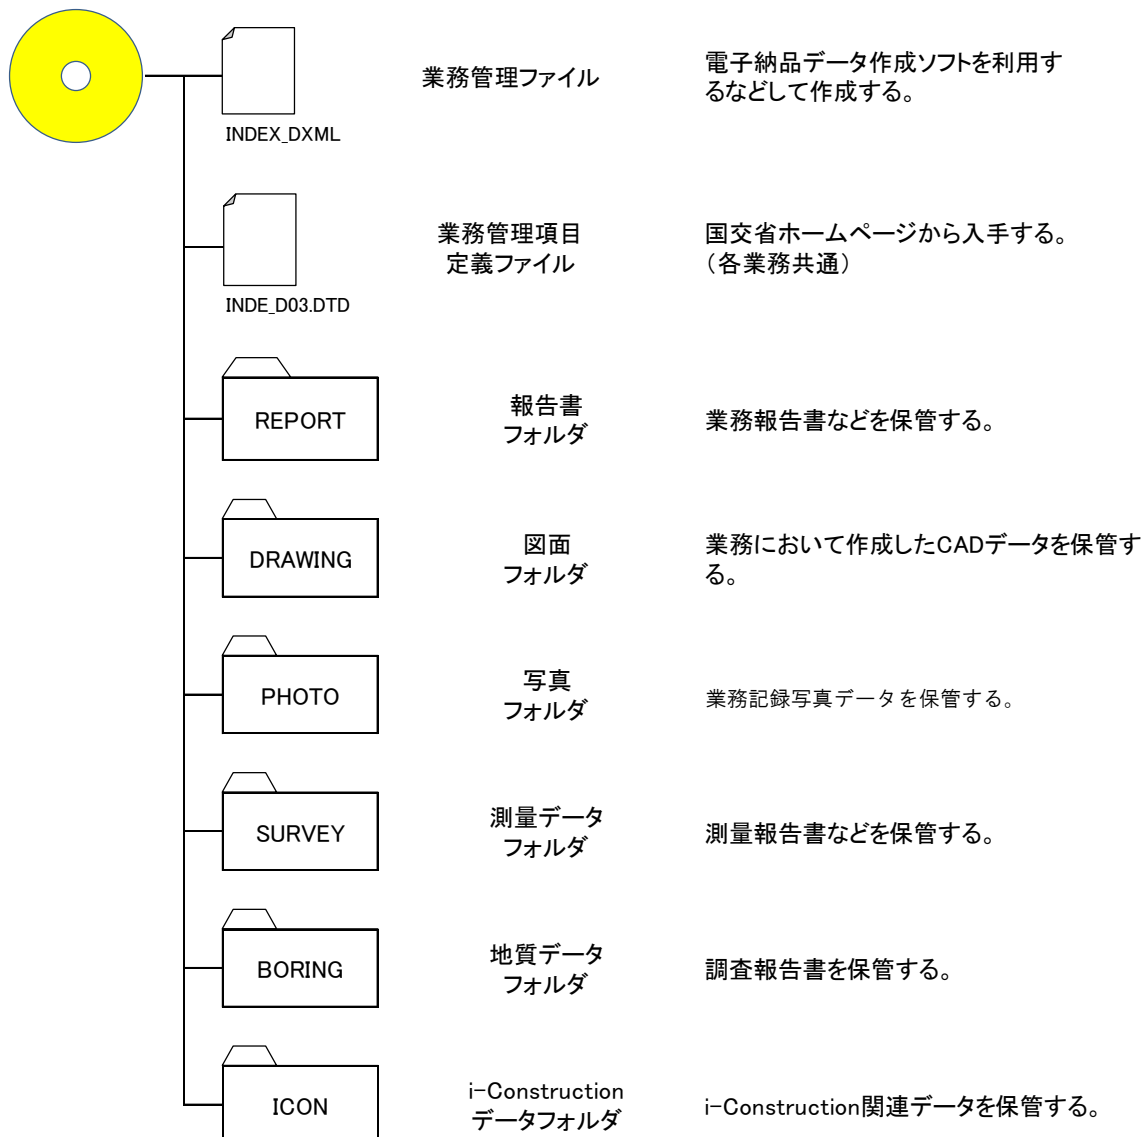 業務管理ファイル
電子納品データ作成ソフトを利用す
るなどして作成する。
INDEX_DXML
業務管理項目
定義ファイル
国交省ホームページから入手する。
（各業務共通）
INDE_D03.DTD
REPORT
報告書
フォルダ
業務報告書などを保管する。
DRAWING
図面
フォルダ
業務において作成したCADデータを保管す
る。
PHOTO
写真
フォルダ
業務記録写真データを保管する。
SURVEY
測量データ
フォルダ
測量報告書などを保管する。
BORING
地質データ
フォルダ
調査報告書を保管する。
ICON
i-Construction
データフォルダ
i-Construction関連データを保管する。